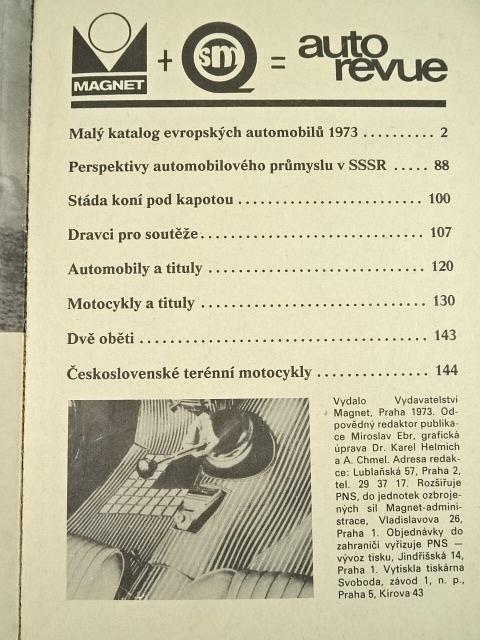 MAGNET + sm = auto revue
Malý katalog evropských automobilů 1973 .......... 2
Perspektivy automobilového průmyslu v SSSR ..... 88
Stáda koní pod kapotou ........................ 100
Dravci pro soutěže ............................. 107
Automobily a tituly ............................ 120
Motocykly a tituly ............................. 130
Dvě oběti ...................................... 143
Československé terénní motocykly .............. 144
Vydalo Vydavatelství
Magnet, Praha 1973. Od-
povědný redaktor publika-
ce Miroslav Ebr, grafická
úprava Dr. Karel Helmich
a A. Chmel. Adresa redak-
ce: Lublaňská 57, Praha 2,
tel. 29 37 17. Rozšiřuje
PNS, do jednotek ozbroje-
ných sil Magnet-admini-
strace, Vladislavova 26,
Praha 1. Objednávky do
zahraničí vyřizuje PNS —
vývoz tisku, Jindřišská 14,
Praha 1. Vytiskla tiskárna
Svoboda, závod 1, n. p.,
Praha 5, Kirova 43